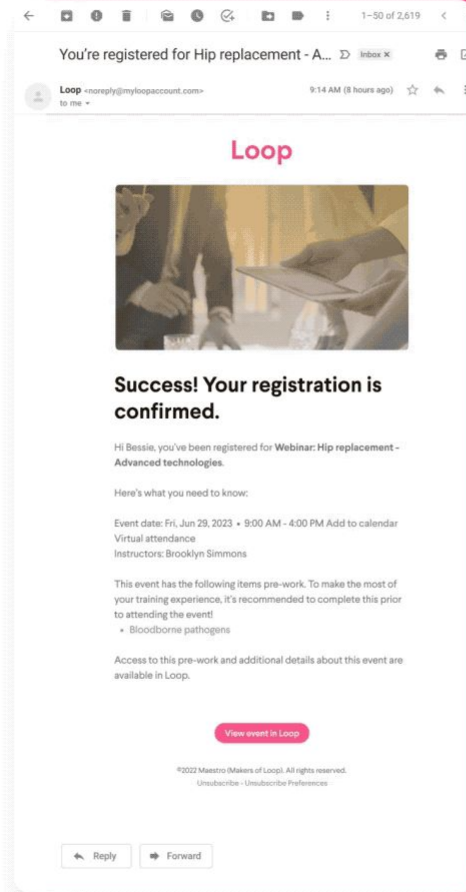 1–50 of 2,619
You're registered for Hip replacement - A...
Inbox ×
Loop <noreply@myloopaccount.com>
9:14 AM (8 hours ago)
to me
Loop
Success! Your registration is
confirmed.
Hi Bessie, you've been registered for Webinar: Hip replacement -
Advanced technologies.
Here's what you need to know:
Event date: Fri, Jun 29, 2023 • 9:00 AM - 4:00 PM Add to calendar
Virtual attendance
Instructors: Brooklyn Simmons
This event has the following items pre-work. To make the most of
your training experience, it's recommended to complete this prior
to attending the event!
• Bloodborne pathogens
Access to this pre-work and additional details about this event are
available in Loop.
View event in Loop
©2022 Maestro (Makers of Loop). All rights reserved.
Unsubscribe - Unsubscribe Preferences
Reply
Forward